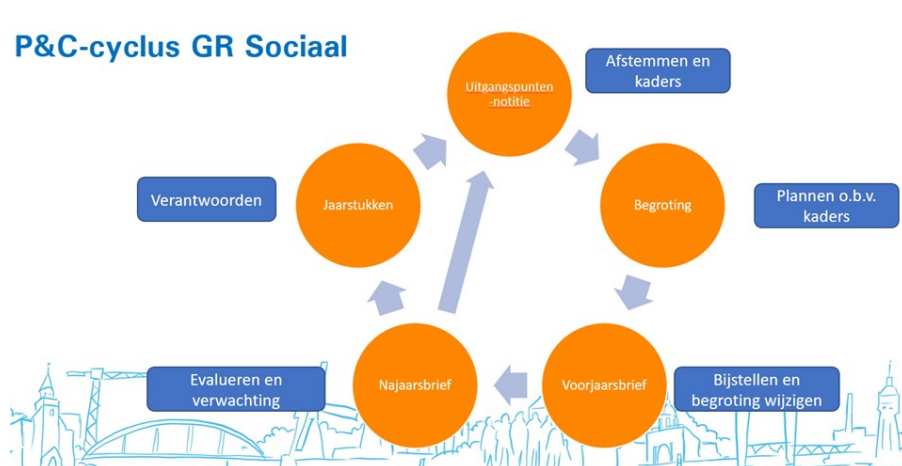 P&C-cyclus GR Sociaal
Uitgangspunten
-notitie
Afstemmen en
kaders
Begroting
Plannen o.b.v.
kaders
Voorjaarsbrief
Bijstellen en
begroting wijzigen
Najaarsbrief
Evalueren en
verwachting
Jaarstukken
Verantwoorden